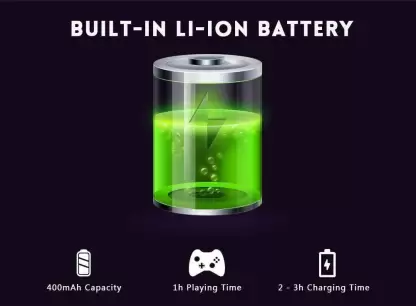 BUILT-IN LI-ION BATTERY
400mAh Capacity
1h Playing Time
2 - 3h Charging Time